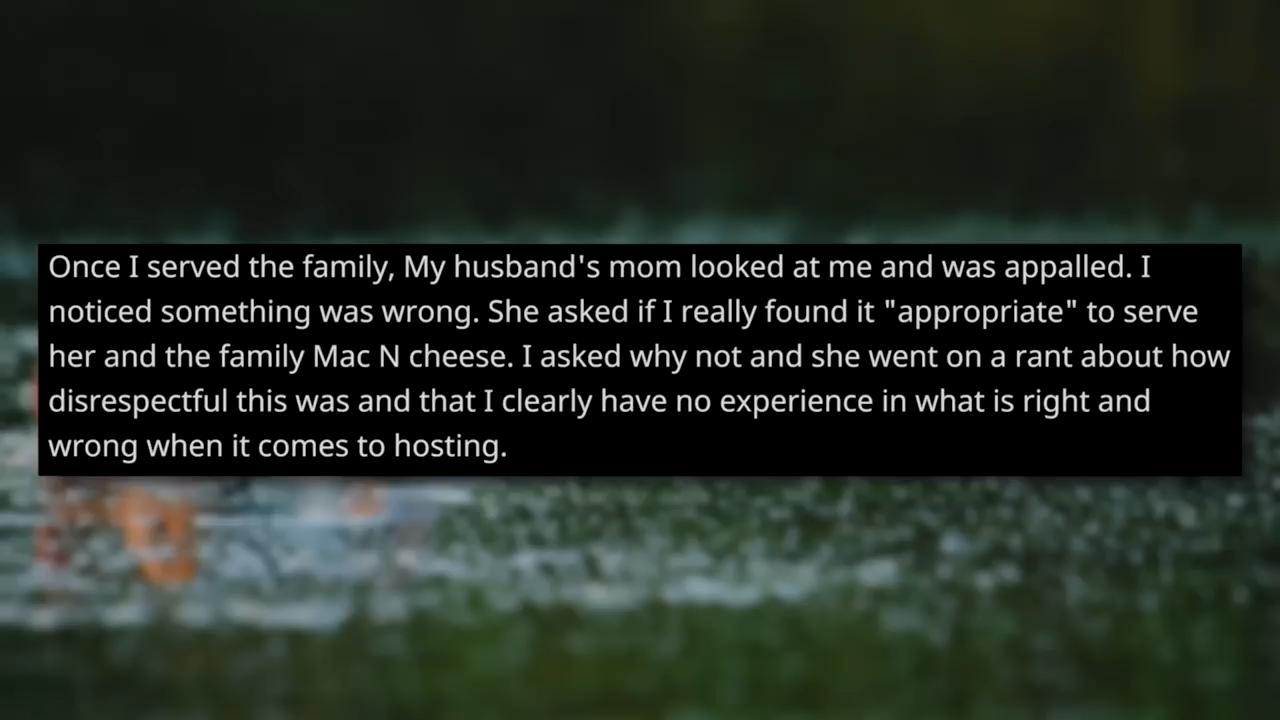 Once I served the family, My husband's mom looked at me and was appalled. I
noticed something was wrong. She asked if I really found it "appropriate" to serve
her and the family Mac N cheese. I asked why not and she went on a rant about how
disrespectful this was and that I clearly have no experience in what is right and
wrong when it comes to hosting.